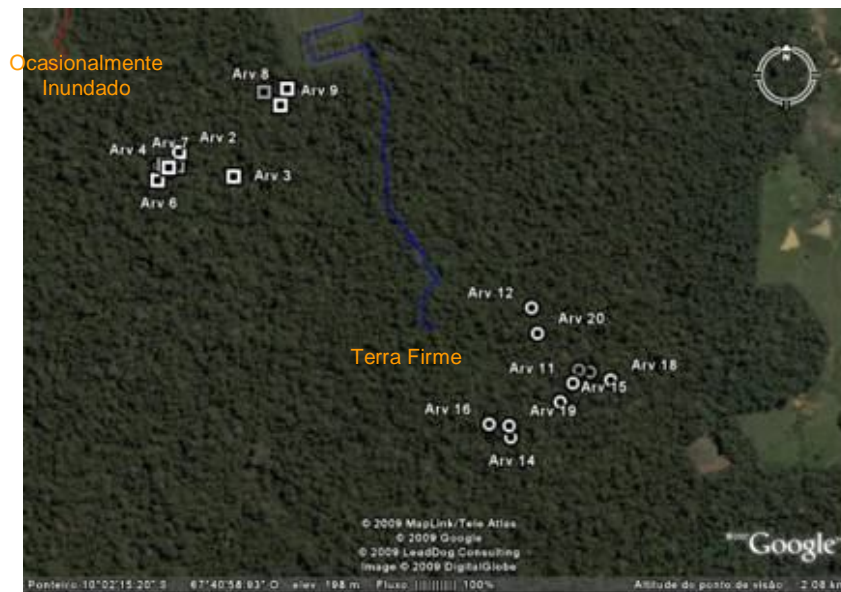 N
Ocasionalmente
Inundado
Arv 8
Arv 9
Arv 4
Arv 7
Arv 2
Arv 3
Arv 6
Arv 12
Arv 20
Terra Firme
Arv 11
Arv 18
Arv 15
Arv 16
Arv 19
Arv 14
© 2009 MapLink/Tele Atlas
© 2009 Google
© 2009 LeadDog Consulting
Image © 2009 DigitalGlobe
Google
Ponteiro 10°02'15.20" S 67°40'58.93" O elev 198 m Fluxo ||||||||| 100% Altitude do ponto de visão 2.08 km